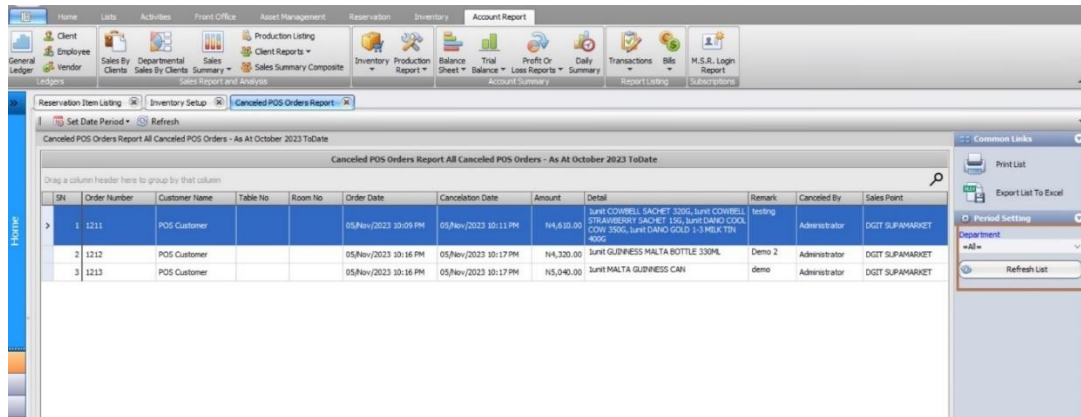 Home Lists Activities Front Office Asset Management Reservation Inventory Account Report
Client Production Listing
Employee Client Reports
General Ledger Vendor Sales By Clients Departmental Sales By Clients Sales Summary Sales Summary Composite Inventory Production Report Balance Sheet Trial Balance Profit Or Loss Reports Daily Summary Transactions Bills M.S.R. Login Report
Ledgers Sales Report and Analysis Account Summary Report Listing Subscriptions
Reservation Item Listing Inventory Setup Canceled POS Orders Report
Set Date Period Refresh
Canceled POS Orders Report All Canceled POS Orders - As At October 2023 ToDate
Canceled POS Orders Report All Canceled POS Orders - As At October 2023 ToDate
Drag a column header here to group by that column
SN Order Number Customer Name Table No Room No Order Date Cancelation Date Amount Detail Remark Canceled By Sales Point
1 1211 POS Customer 05/Nov/2023 10:09 PM 05/Nov/2023 10:11 PM N4,610.00 1unit COWBELL SACHET 320G, 1unit COWBELL STRAWBERRY SACHET 15G, 1unit DANO COOL COW 350G, 1unit DANO GOLD 1-3 MILK TIN 400G testing Administrator DGIT SUPAMARKET
2 1212 POS Customer 05/Nov/2023 10:16 PM 05/Nov/2023 10:17 PM N4,320.00 1unit GUINNESS MALTA BOTTLE 330ML Demo 2 Administrator DGIT SUPAMARKET
3 1213 POS Customer 05/Nov/2023 10:16 PM 05/Nov/2023 10:17 PM N5,040.00 1unit MALTA GUINNESS CAN demo Administrator DGIT SUPAMARKET
Home
Common Links
Print List
Export List To Excel
Period Setting
Department
=All=
Refresh List